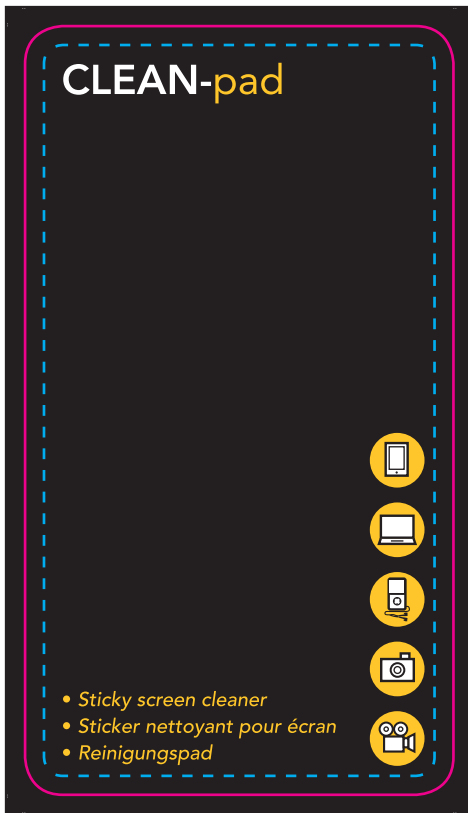 CLEAN-pad
• Sticky screen cleaner
• Sticker nettoyant pour écran
• Reinigungspad